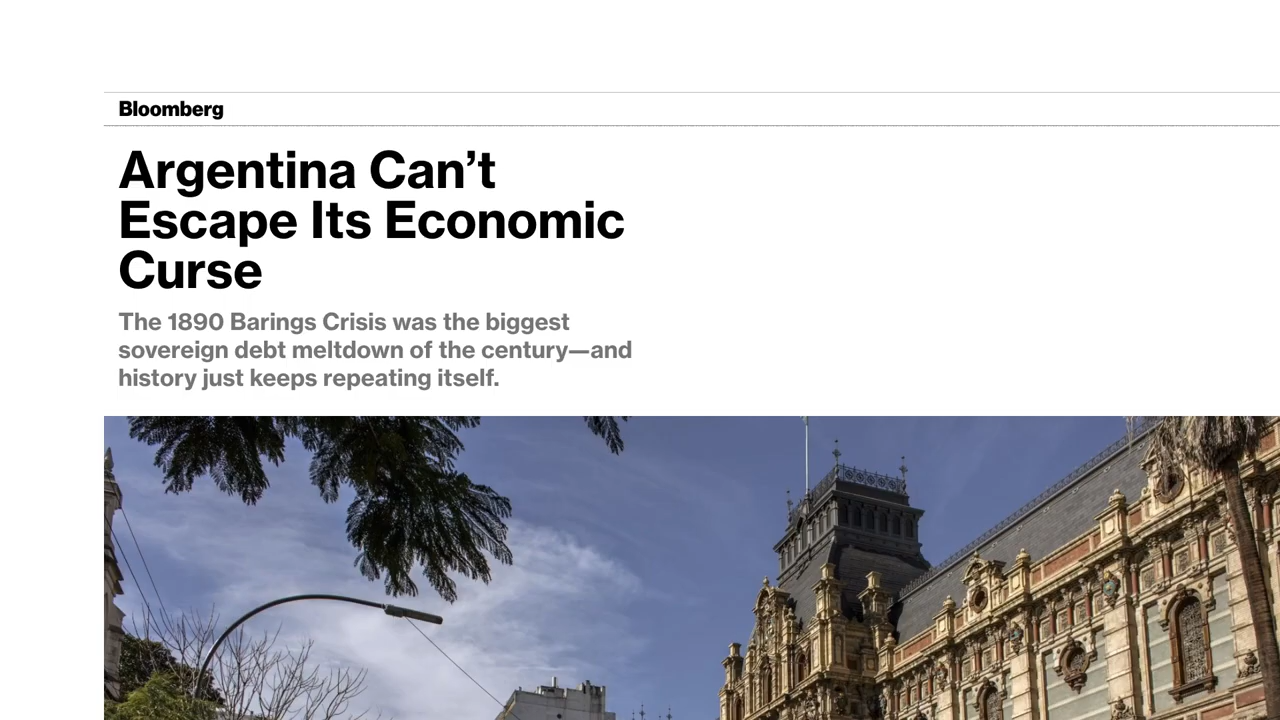 Bloomberg
Argentina Can’t
Escape Its Economic
Curse
The 1890 Barings Crisis was the biggest
sovereign debt meltdown of the century—and
history just keeps repeating itself.